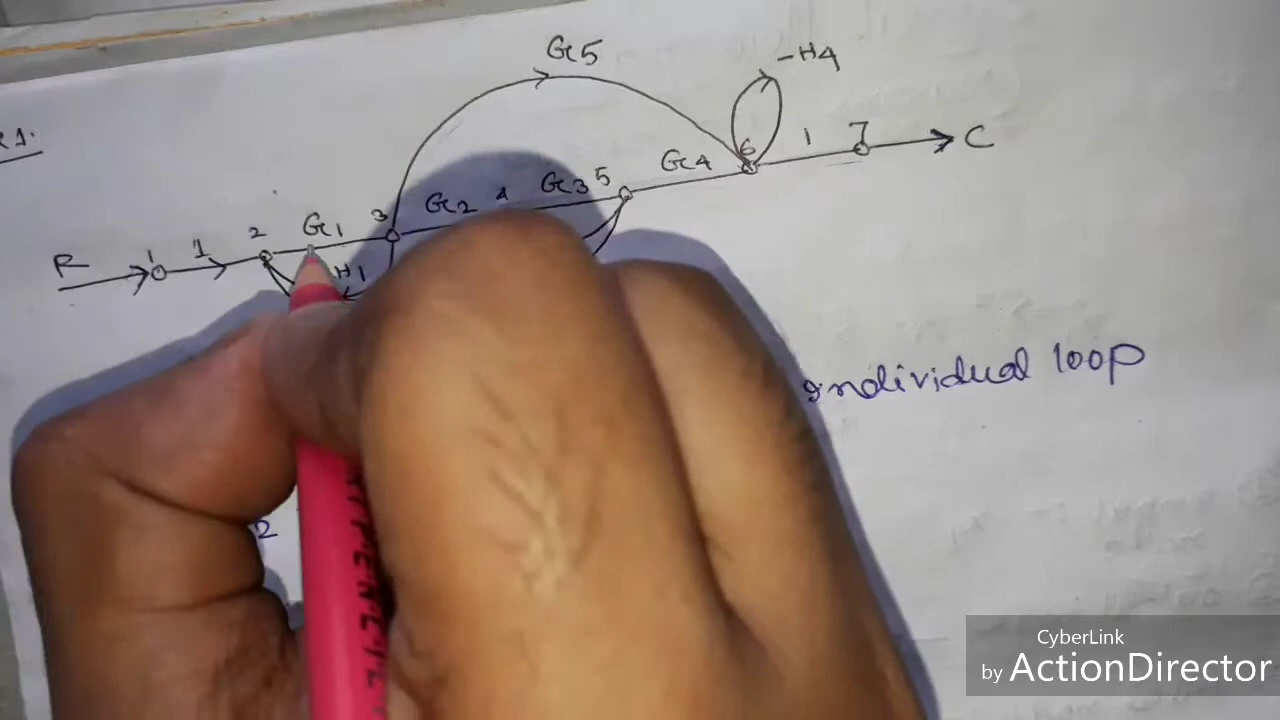 G5
-H4
1.
R 1 1 2 G1 3 G2 4 G3 5 G4 6 1 7 C
H1
individual loop
2
CyberLink
by ActionDirector